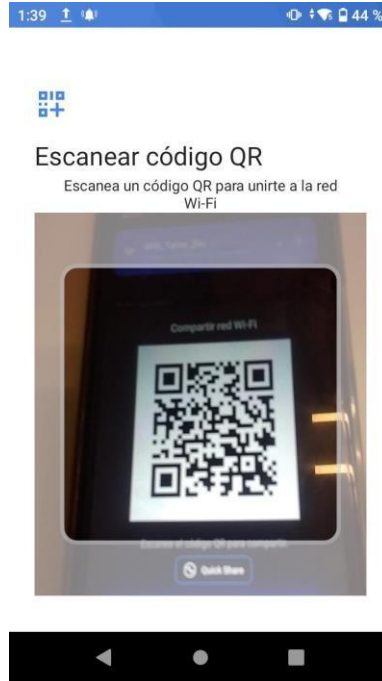 1:39
44 %
Escanear código QR
Escanea un código QR para unirte a la red
Wi-Fi
Compartir red Wi-Fi
Escanee el código QR para compartir.
Quick Share